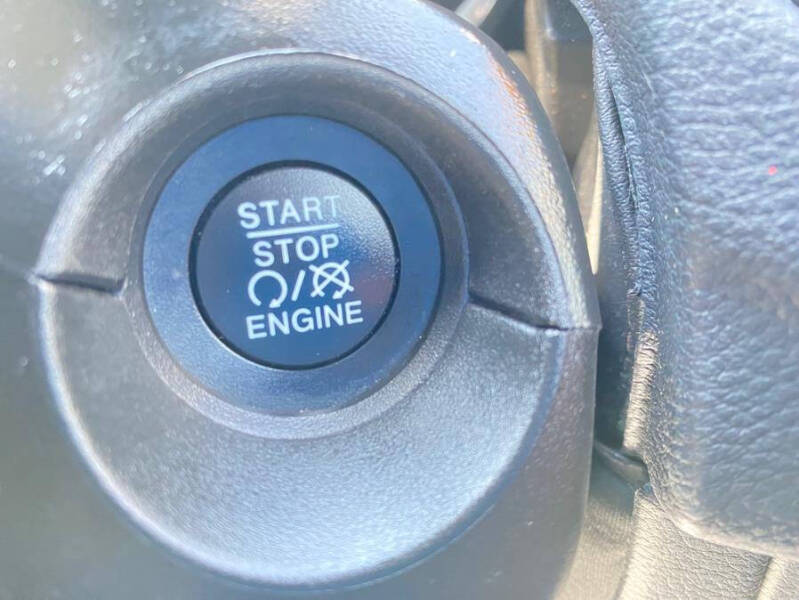 START
STOP
/
ENGINE